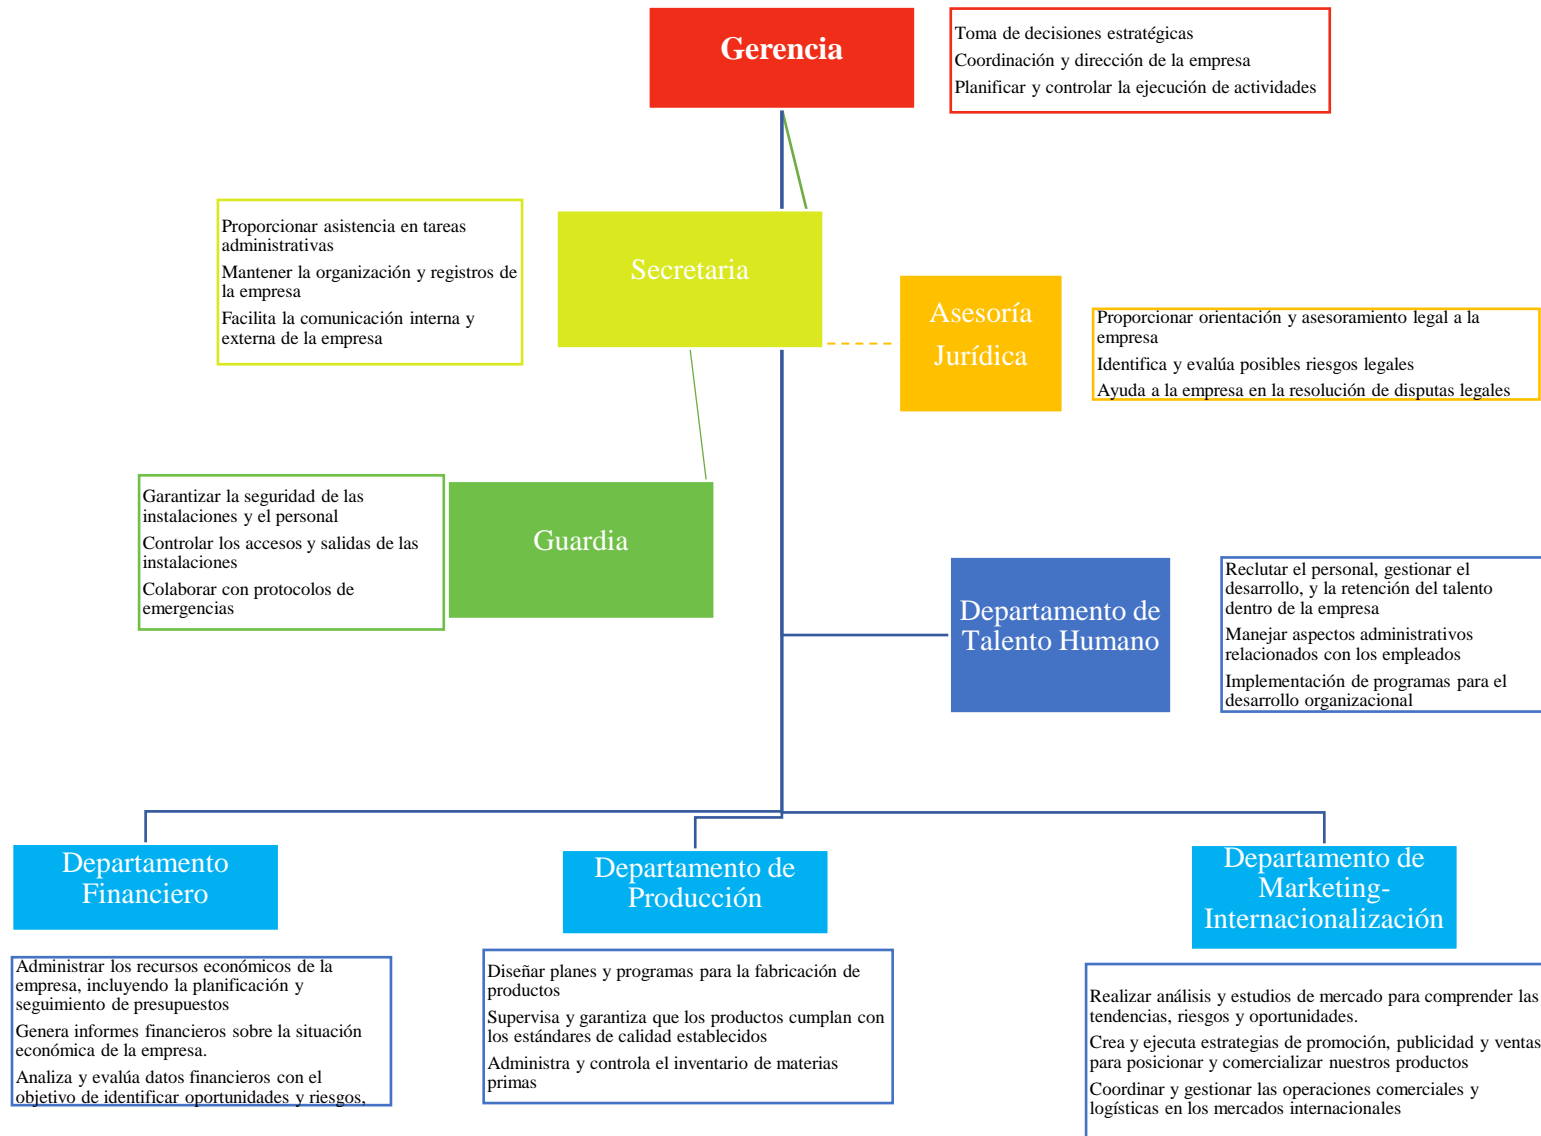 Gerencia
Toma de decisiones estratégicas
Coordinación y dirección de la empresa
Planificar y controlar la ejecución de actividades
Proporcionar asistencia en tareas
administrativas
Mantener la organización y registros de
la empresa
Facilita la comunicación interna y
externa de la empresa
Secretaria
Asesoría
Jurídica
Proporcionar orientación y asesoramiento legal a la
empresa
Identifica y evalúa posibles riesgos legales
Ayuda a la empresa en la resolución de disputas legales
Garantizar la seguridad de las
instalaciones y el personal
Controlar los accesos y salidas de las
instalaciones
Colaborar con protocolos de
emergencias
Guardia
Departamento de
Talento Humano
Reclutar el personal, gestionar el
desarrollo, y la retención del talento
dentro de la empresa
Manejar aspectos administrativos
relacionados con los empleados
Implementación de programas para el
desarrollo organizacional
Departamento
Financiero
Administrar los recursos económicos de la
empresa, incluyendo la planificación y
seguimiento de presupuestos
Genera informes financieros sobre la situación
económica de la empresa.
Analiza y evalúa datos financieros con el
objetivo de identificar oportunidades y riesgos,
Departamento de
Producción
Diseñar planes y programas para la fabricación de
productos
Supervisa y garantiza que los productos cumplan con
los estándares de calidad establecidos
Administra y controla el inventario de materias
primas
Departamento de
Marketing-
Internacionalización
Realizar análisis y estudios de mercado para comprender las
tendencias, riesgos y oportunidades.
Crea y ejecuta estrategias de promoción, publicidad y ventas
para posicionar y comercializar nuestros productos
Coordinar y gestionar las operaciones comerciales y
logísticas en los mercados internacionales